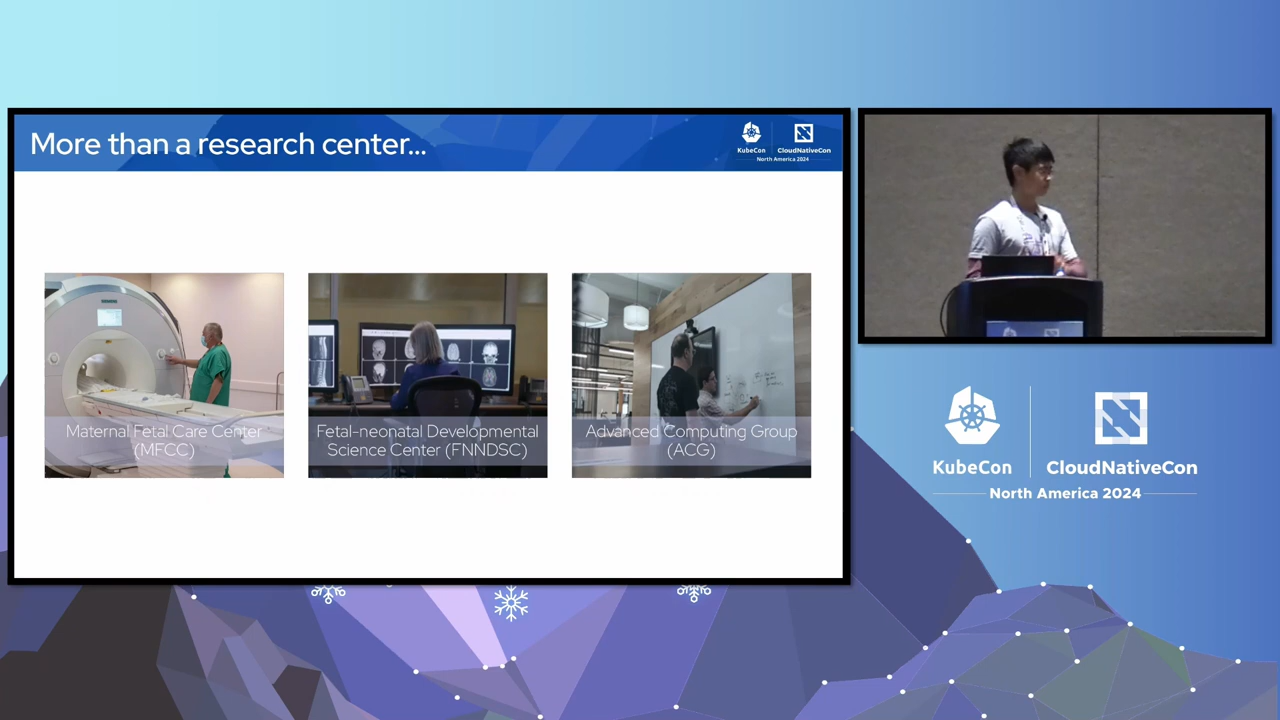 More than a research center...
KubeCon
CloudNativeCon
North America 2024
Maternal Fetal Care Center
(MFCC)
Fetal-neonatal Developmental
Science Center (FNNDSC)
Advanced Computing Group
(ACG)
KubeCon
CloudNativeCon
North America 2024